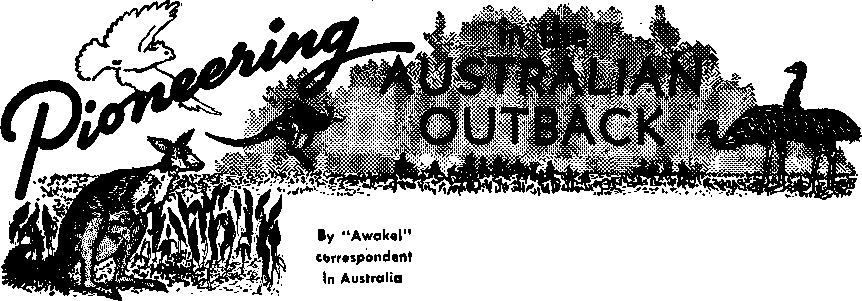 Pioneering
in the
AUSTRALIAN
OUTBACK
By "Awake!"
correspondent
in Australia